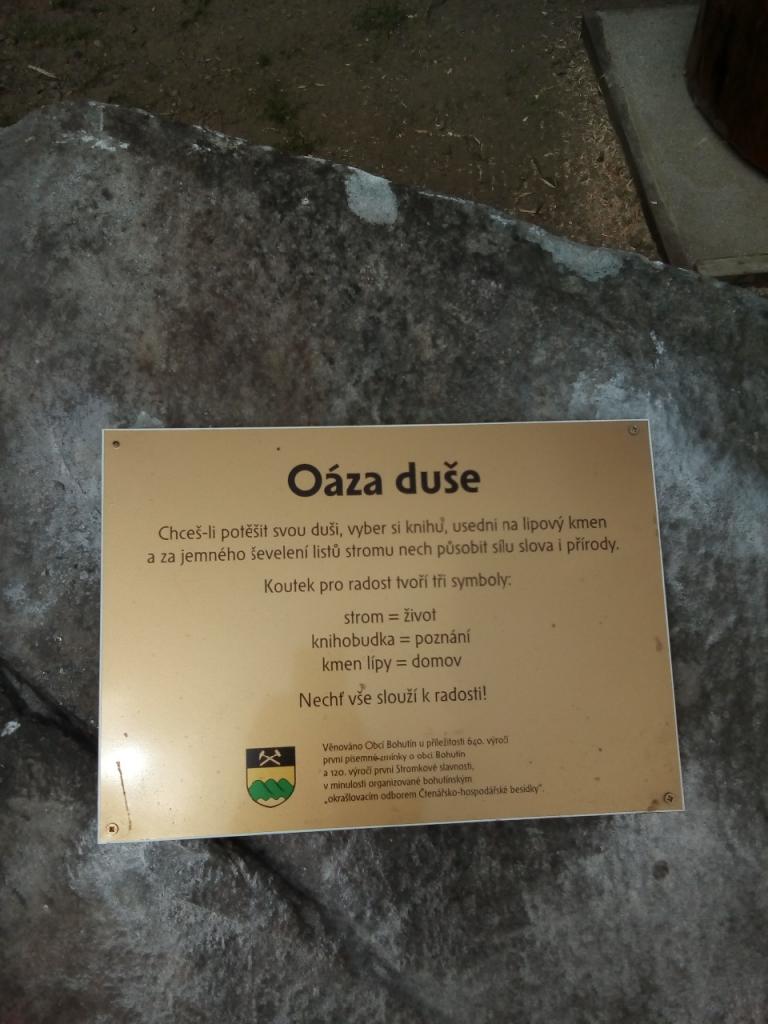 Oáza duše
Chceš-li potěšit svou duši, vyber si knihu, usedni na lipový kmen
a za jemného ševelení listů stromu nech působit sílu slova i přírody.
Koutek pro radost tvoří tři symboly:
strom = život
knihobudka = poznání
kmen lípy = domov
Nechť vše slouží k radosti!
Věnováno Obcí Bohutín u příležitosti 640. výročí
první písemné zmínky o obci Bohutín
a 120. výročí první Stromkové slavnosti,
v minulosti organizované bohutínským
„okrašlovacím odborem Čtenářsko-hospodářské besídky".